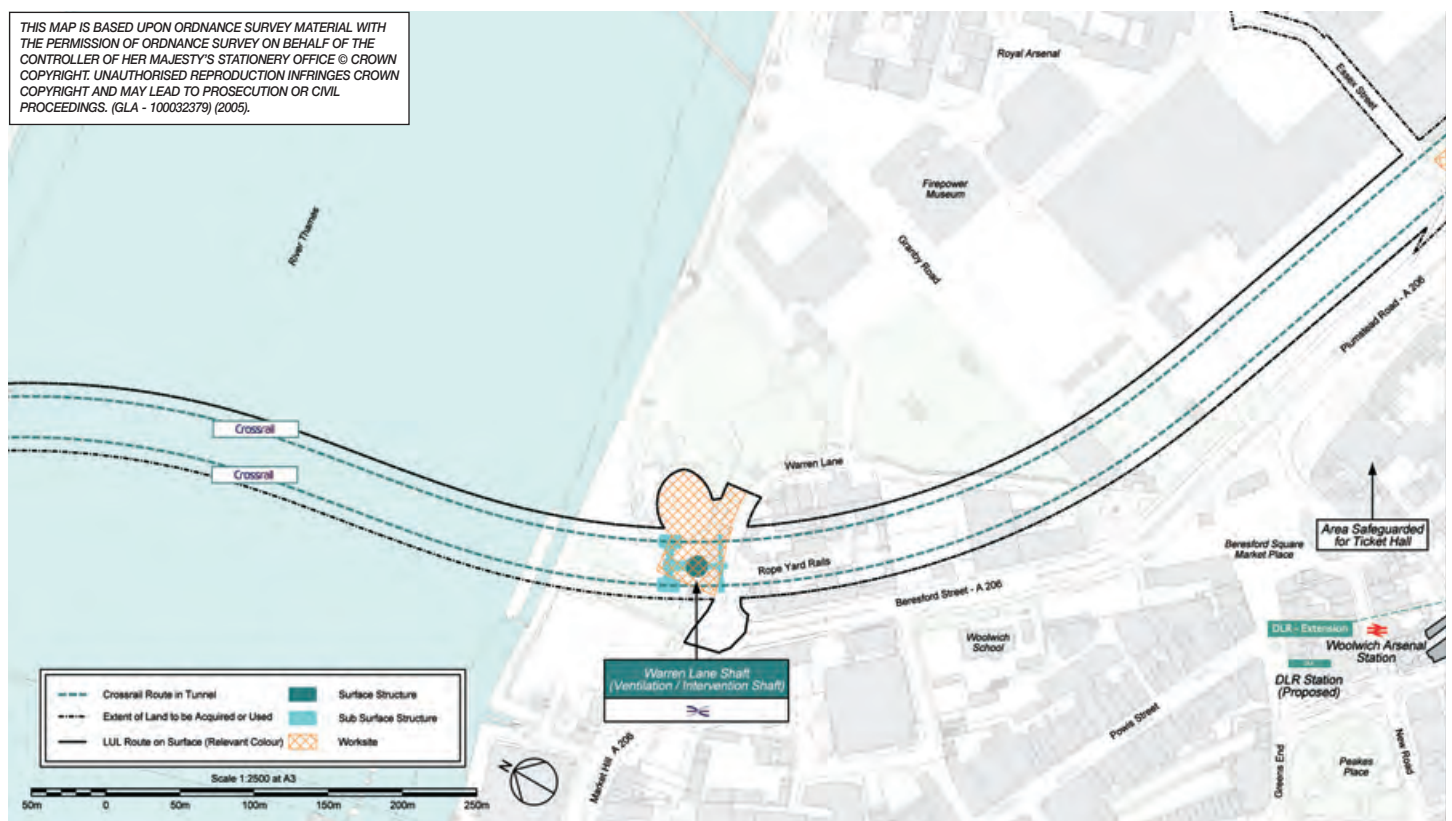 THIS MAP IS BASED UPON ORDNANCE SURVEY MATERIAL WITH
THE PERMISSION OF ORDNANCE SURVEY ON BEHALF OF THE
CONTROLLER OF HER MAJESTY'S STATIONERY OFFICE © CROWN
COPYRIGHT. UNAUTHORISED REPRODUCTION INFRINGES CROWN
COPYRIGHT AND MAY LEAD TO PROSECUTION OR CIVIL
PROCEEDINGS. (GLA - 100032379) (2005).
Royal Arsenal
Essex Street
Firepower
Museum
River Thames
Granby Road
Plumstead Road - A 206
Crossrail
Crossrail
Warren Lane
Rope Yard Rails
Area Safeguarded
for Ticket Hall
Beresford Square
Market Place
Beresford Street - A 206
Woolwich
School
DLR - Extension
Woolwich Arsenal
Station
DLR Station
(Proposed)
Warren Lane Shaft
(Ventilation / Intervention Shaft)
Powis Street
Market Hill A 206
Greens End
Peakes
Place
New Road
Crossrail Route in Tunnel
Surface Structure
Extent of Land to be Acquired or Used
Sub Surface Structure
LUL Route on Surface (Relevant Colour)
Worksite
Scale 1:2500 at A3
50m 0 50m 100m 150m 200m 250m
N